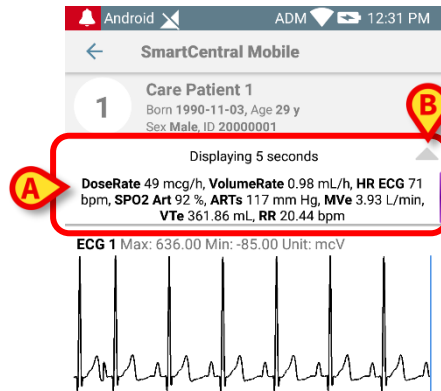 Android ADM 12:31 PM
SmartCentral Mobile
1
Care Patient 1
Born 1990-11-03, Age 29 y
Sex Male, ID 20000001
B
Displaying 5 seconds
A
DoseRate 49 mcg/h, VolumeRate 0.98 mL/h, HR ECG 71
bpm, SPO2 Art 92 %, ARTs 117 mm Hg, MVe 3.93 L/min,
VTe 361.86 mL, RR 20.44 bpm
ECG 1 Max: 636.00 Min: -85.00 Unit: mcV